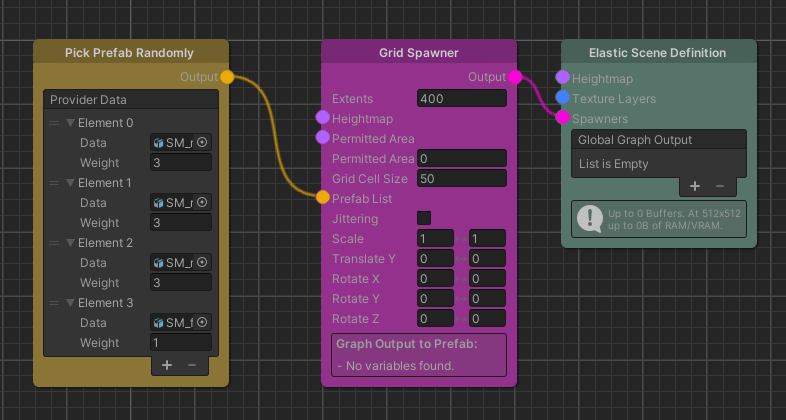 Pick Prefab Randomly
Output
Provider Data
Element 0
Data SM_r
Weight 3
Element 1
Data SM_r
Weight 3
Element 2
Data SM_r
Weight 3
Element 3
Data SM_f
Weight 1
+ −
Grid Spawner
Output
Extents 400
Heightmap
Permitted Area
Permitted Area 0
Grid Cell Size 50
Prefab List
Jittering
Scale 1 1
Translate Y 0 0
Rotate X 0 0
Rotate Y 0 0
Rotate Z 0 0
Graph Output to Prefab:
- No variables found.
Elastic Scene Definition
Heightmap
Texture Layers
Spawners
Global Graph Output
List is Empty
+ −
Up to 0 Buffers. At 512x512
up to 0B of RAM/VRAM.